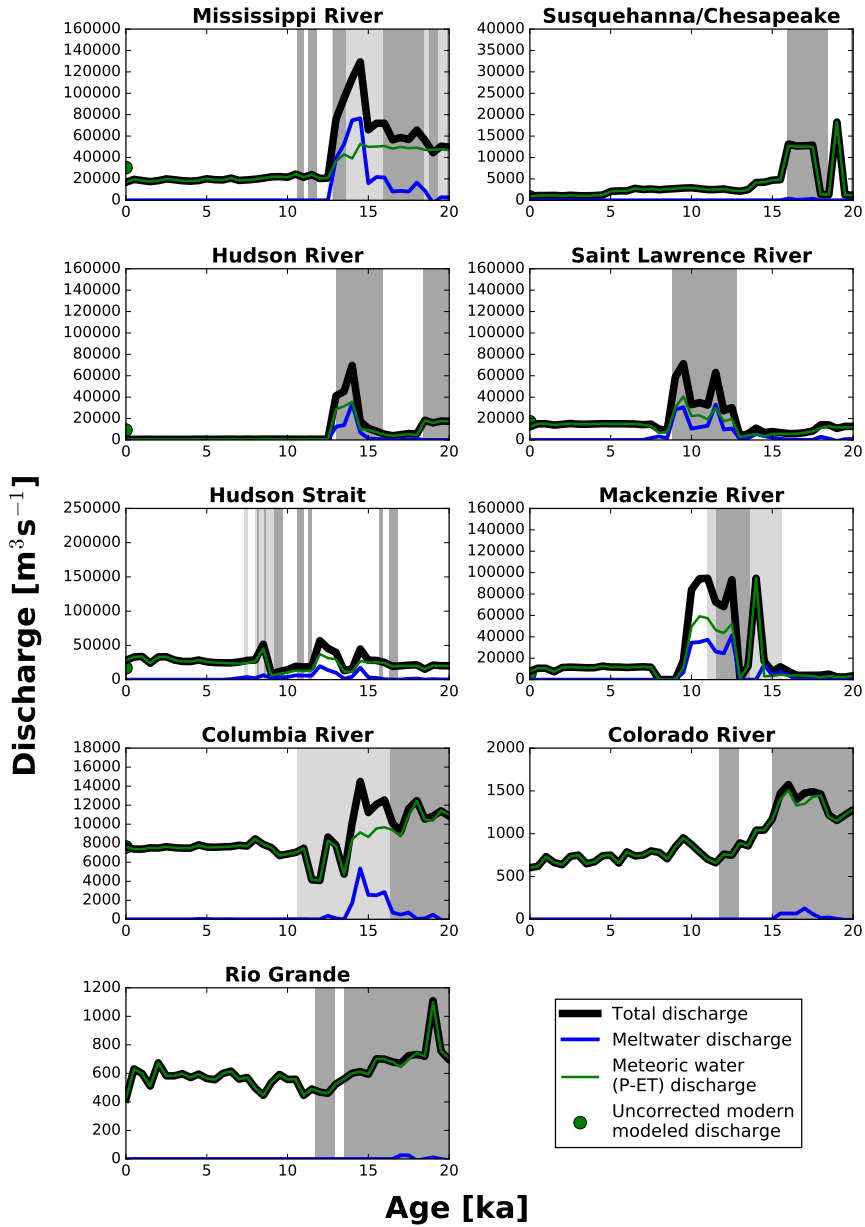 Mississippi River
160000
140000
120000
100000
80000
60000
40000
20000
0
0 5 10 15 20
Susquehanna/Chesapeake
40000
35000
30000
25000
20000
15000
10000
5000
0
0 5 10 15 20
Hudson River
160000
140000
120000
100000
80000
60000
40000
20000
0
0 5 10 15 20
Saint Lawrence River
160000
140000
120000
100000
80000
60000
40000
20000
0
0 5 10 15 20
Discharge [m³s⁻¹]
Hudson Strait
250000
200000
150000
100000
50000
0
0 5 10 15 20
Mackenzie River
160000
140000
120000
100000
80000
60000
40000
20000
0
0 5 10 15 20
Columbia River
18000
16000
14000
12000
10000
8000
6000
4000
2000
0
0 5 10 15 20
Colorado River
2000
1500
1000
500
0
0 5 10 15 20
Rio Grande
1200
1000
800
600
400
200
0
0 5 10 15 20
Total discharge
Meltwater discharge
Meteoric water
(P-ET) discharge
Uncorrected modern
modeled discharge
Age [ka]